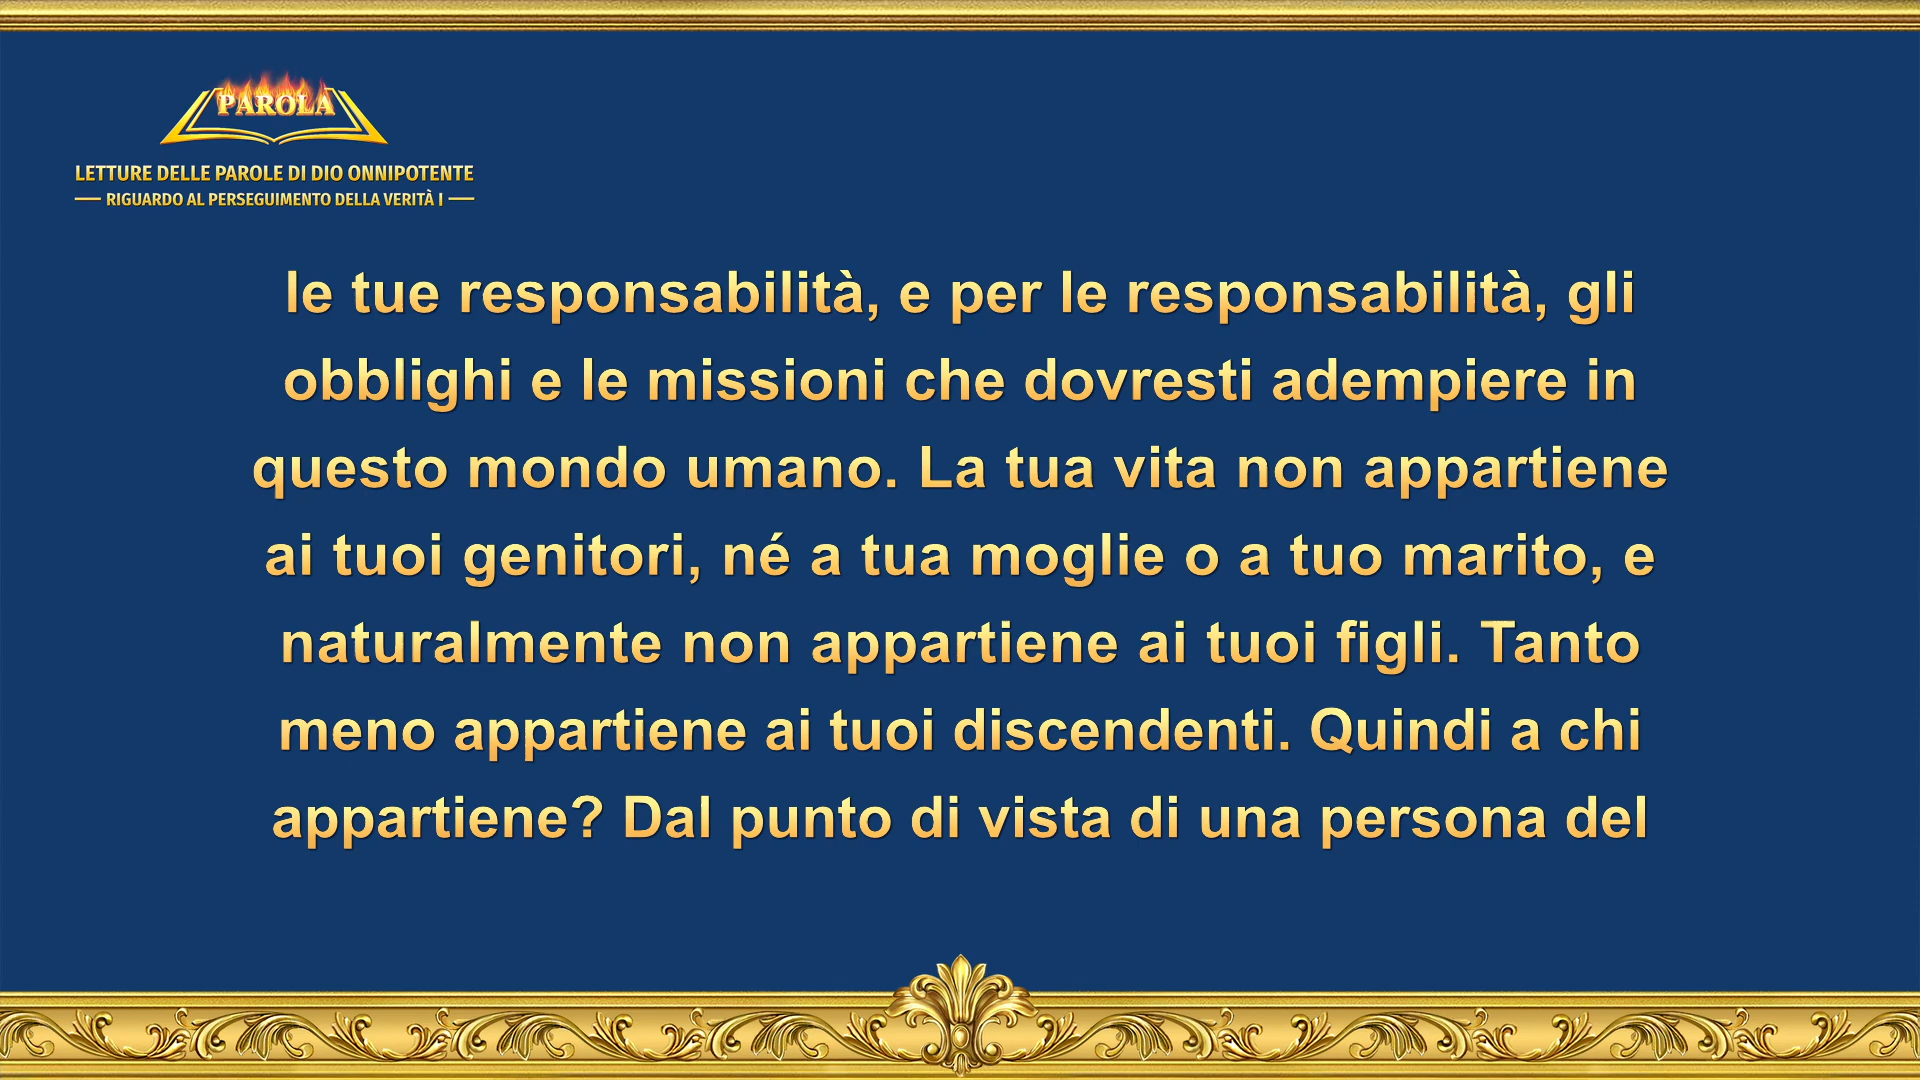 PAROLA
LETTURE DELLE PAROLE DI DIO ONNIPOTENTE
RIGUARDO AL PERSEGUIMENTO DELLA VERITÀ I
le tue responsabilità, e per le responsabilità, gli
obblighi e le missioni che dovresti adempiere in
questo mondo umano. La tua vita non appartiene
ai tuoi genitori, né a tua moglie o a tuo marito, e
naturalmente non appartiene ai tuoi figli. Tanto
meno appartiene ai tuoi discendenti. Quindi a chi
appartiene? Dal punto di vista di una persona del